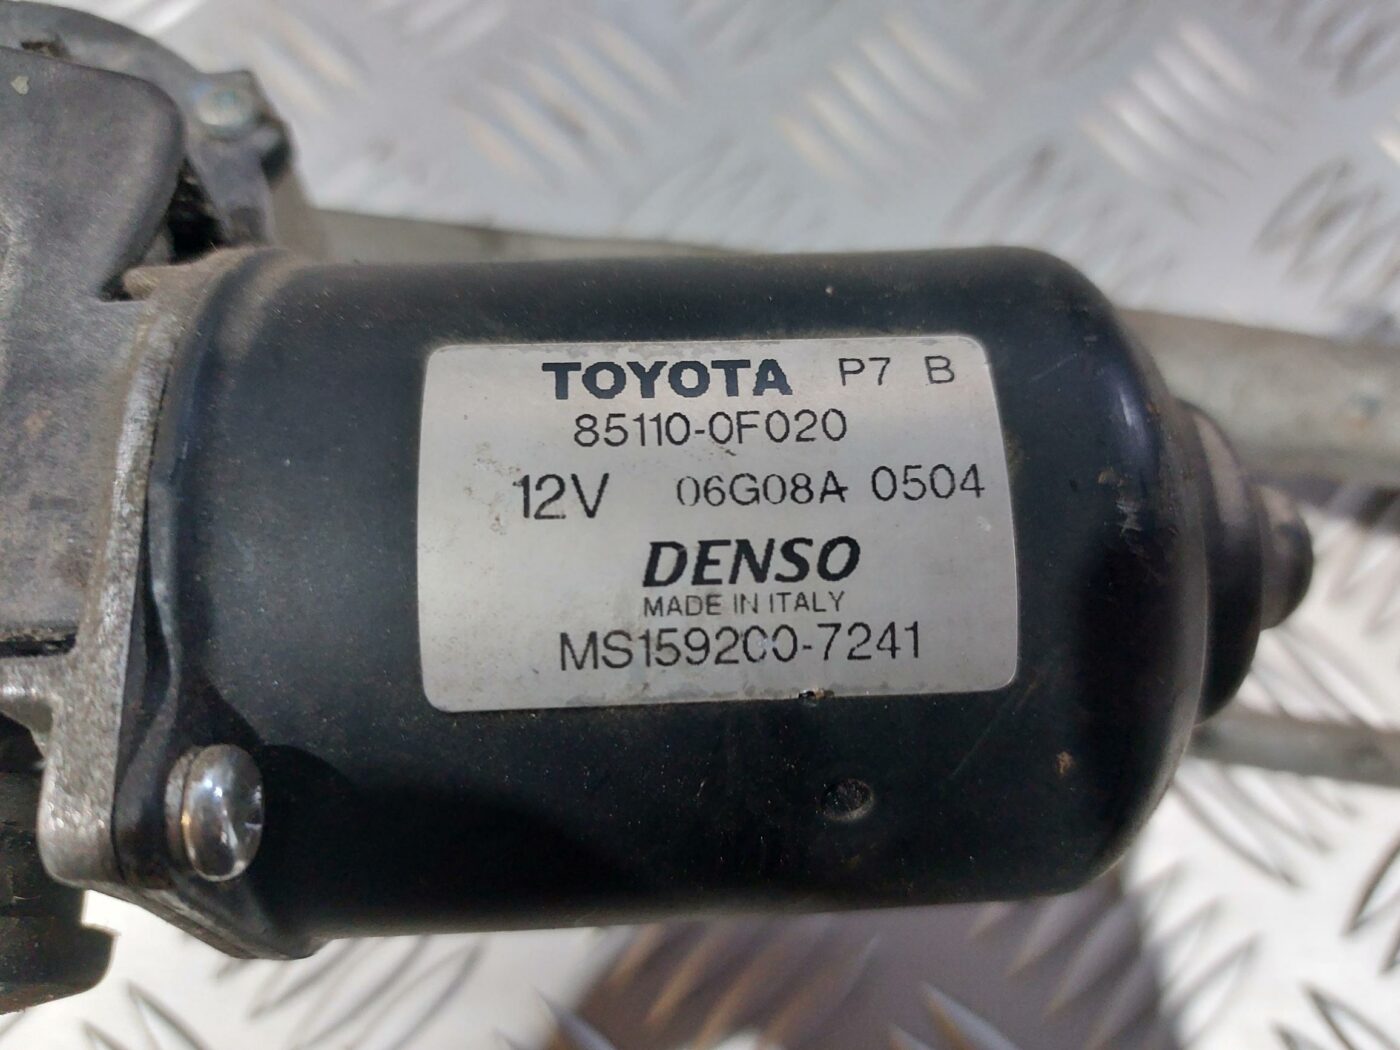 TOYOTA P7 B
85110-0F020
12V 06G08A 0504
DENSO
MADE IN ITALY
MS159200-7241